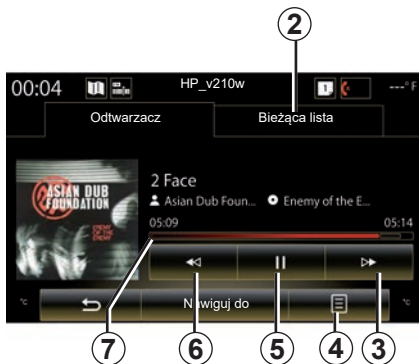 2
00:04 HP_v210w 1 ---°F
Odtwarzacz Bieżąca lista
2 Face
Asian Dub Foun... Enemy of the E...
05:09 05:14
ASIAN DUB
FOUNDATION
ENEMY
OF THE
ENEMY
°C Nawiguj do °C
7 6 5 4 3